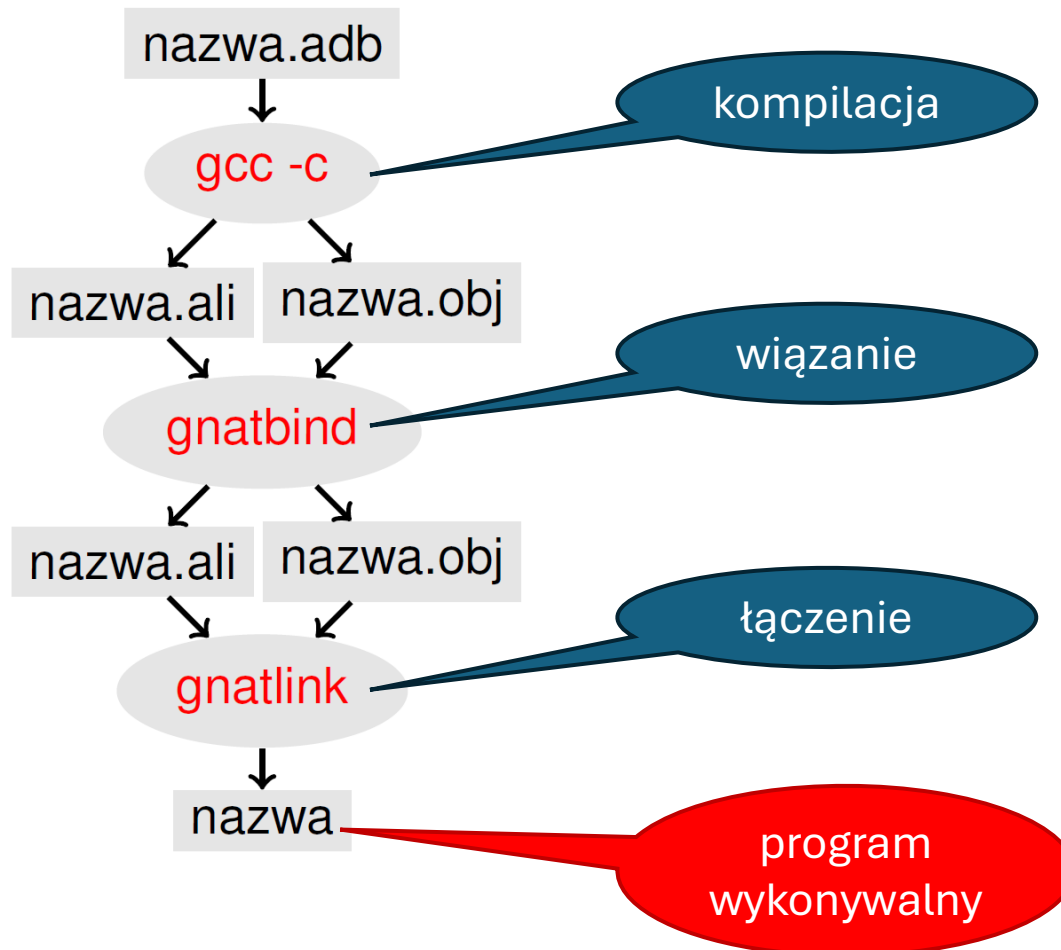 nazwa.adb
kompilacja
gcc -c
nazwa.ali
nazwa.obj
wiązanie
gnatbind
nazwa.ali
nazwa.obj
łączenie
gnatlink
nazwa
program
wykonywalny